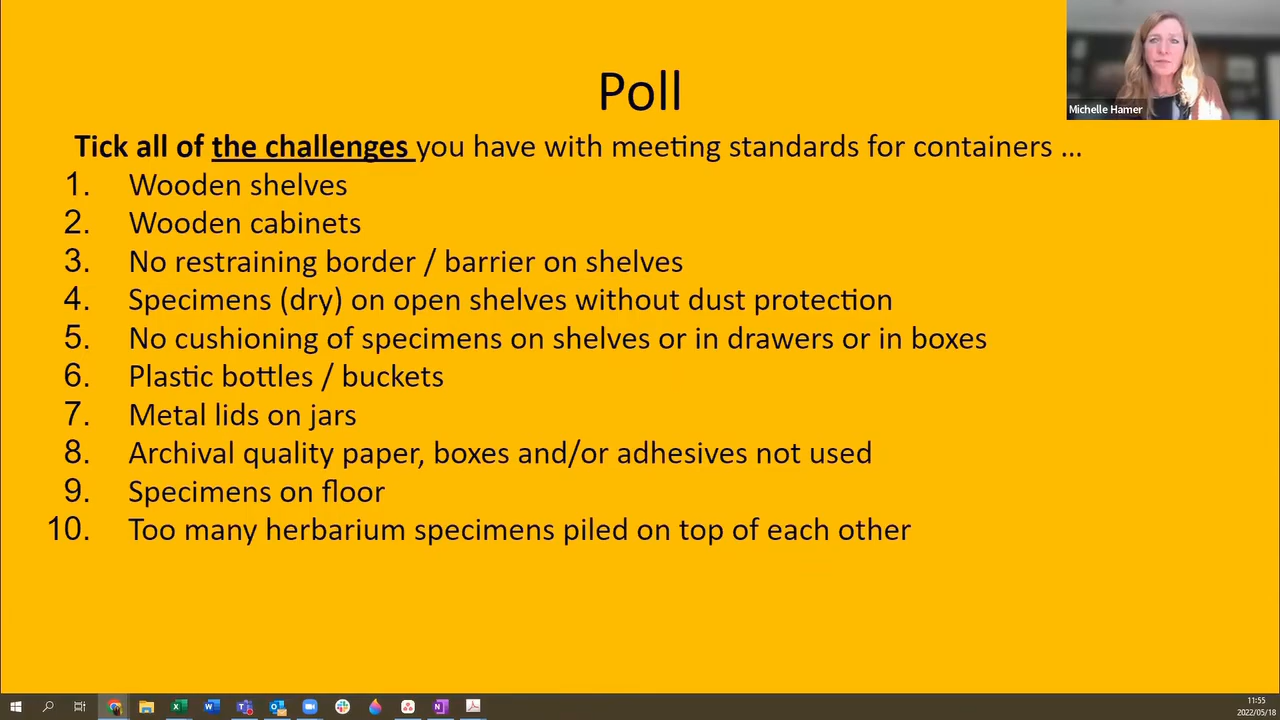 Poll
Michelle Hamer
Tick all of the challenges you have with meeting standards for containers ...
1. Wooden shelves
2. Wooden cabinets
3. No restraining border / barrier on shelves
4. Specimens (dry) on open shelves without dust protection
5. No cushioning of specimens on shelves or in drawers or in boxes
6. Plastic bottles / buckets
7. Metal lids on jars
8. Archival quality paper, boxes and/or adhesives not used
9. Specimens on floor
10. Too many herbarium specimens piled on top of each other
11:55
2022/05/18